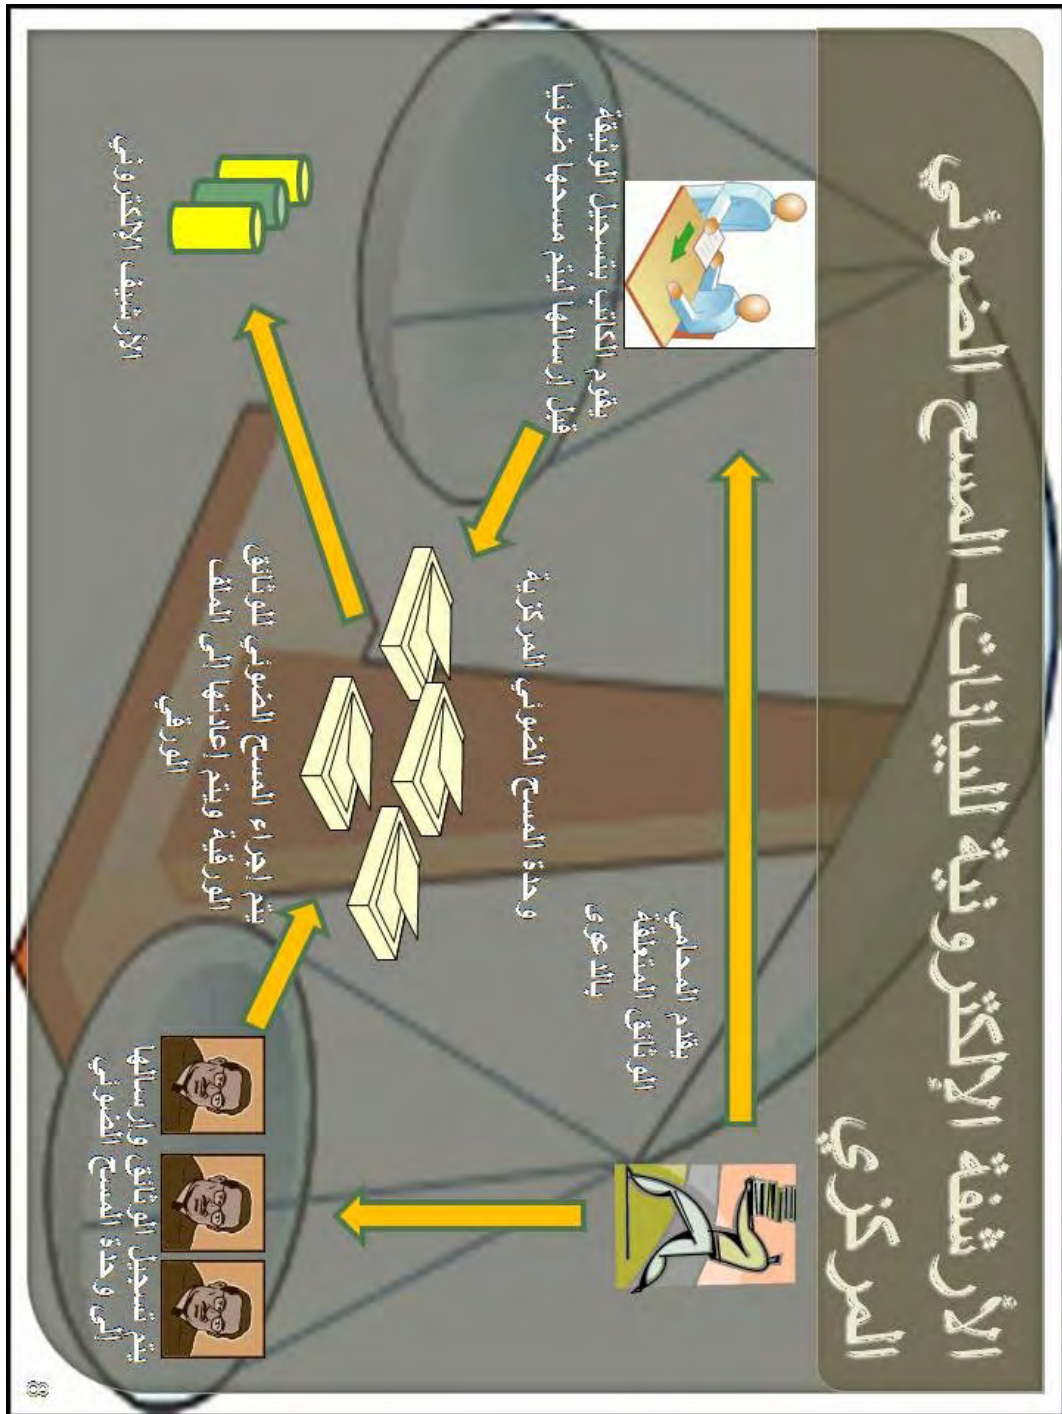 الأرشفة الإلكترونية للبيانات- المسح الضوئي
المركزي
يقدم المحامي
الوثائق المتعلقة
بالدعوى
يقوم الكاتب بتسجيل الوثيقة
قبل إرسالها ليتم مسحها ضوئيا
وحدة المسح الضوئي المركزية
يتم إجراء المسح الضوئي للوثائق
الورقية ويتم إعادتها إلى الملف
الورقي
الأرشيف الإلكتروني
يتم تسجيل الوثائق وإرسالها
إلى وحدة المسح الضوئي
8